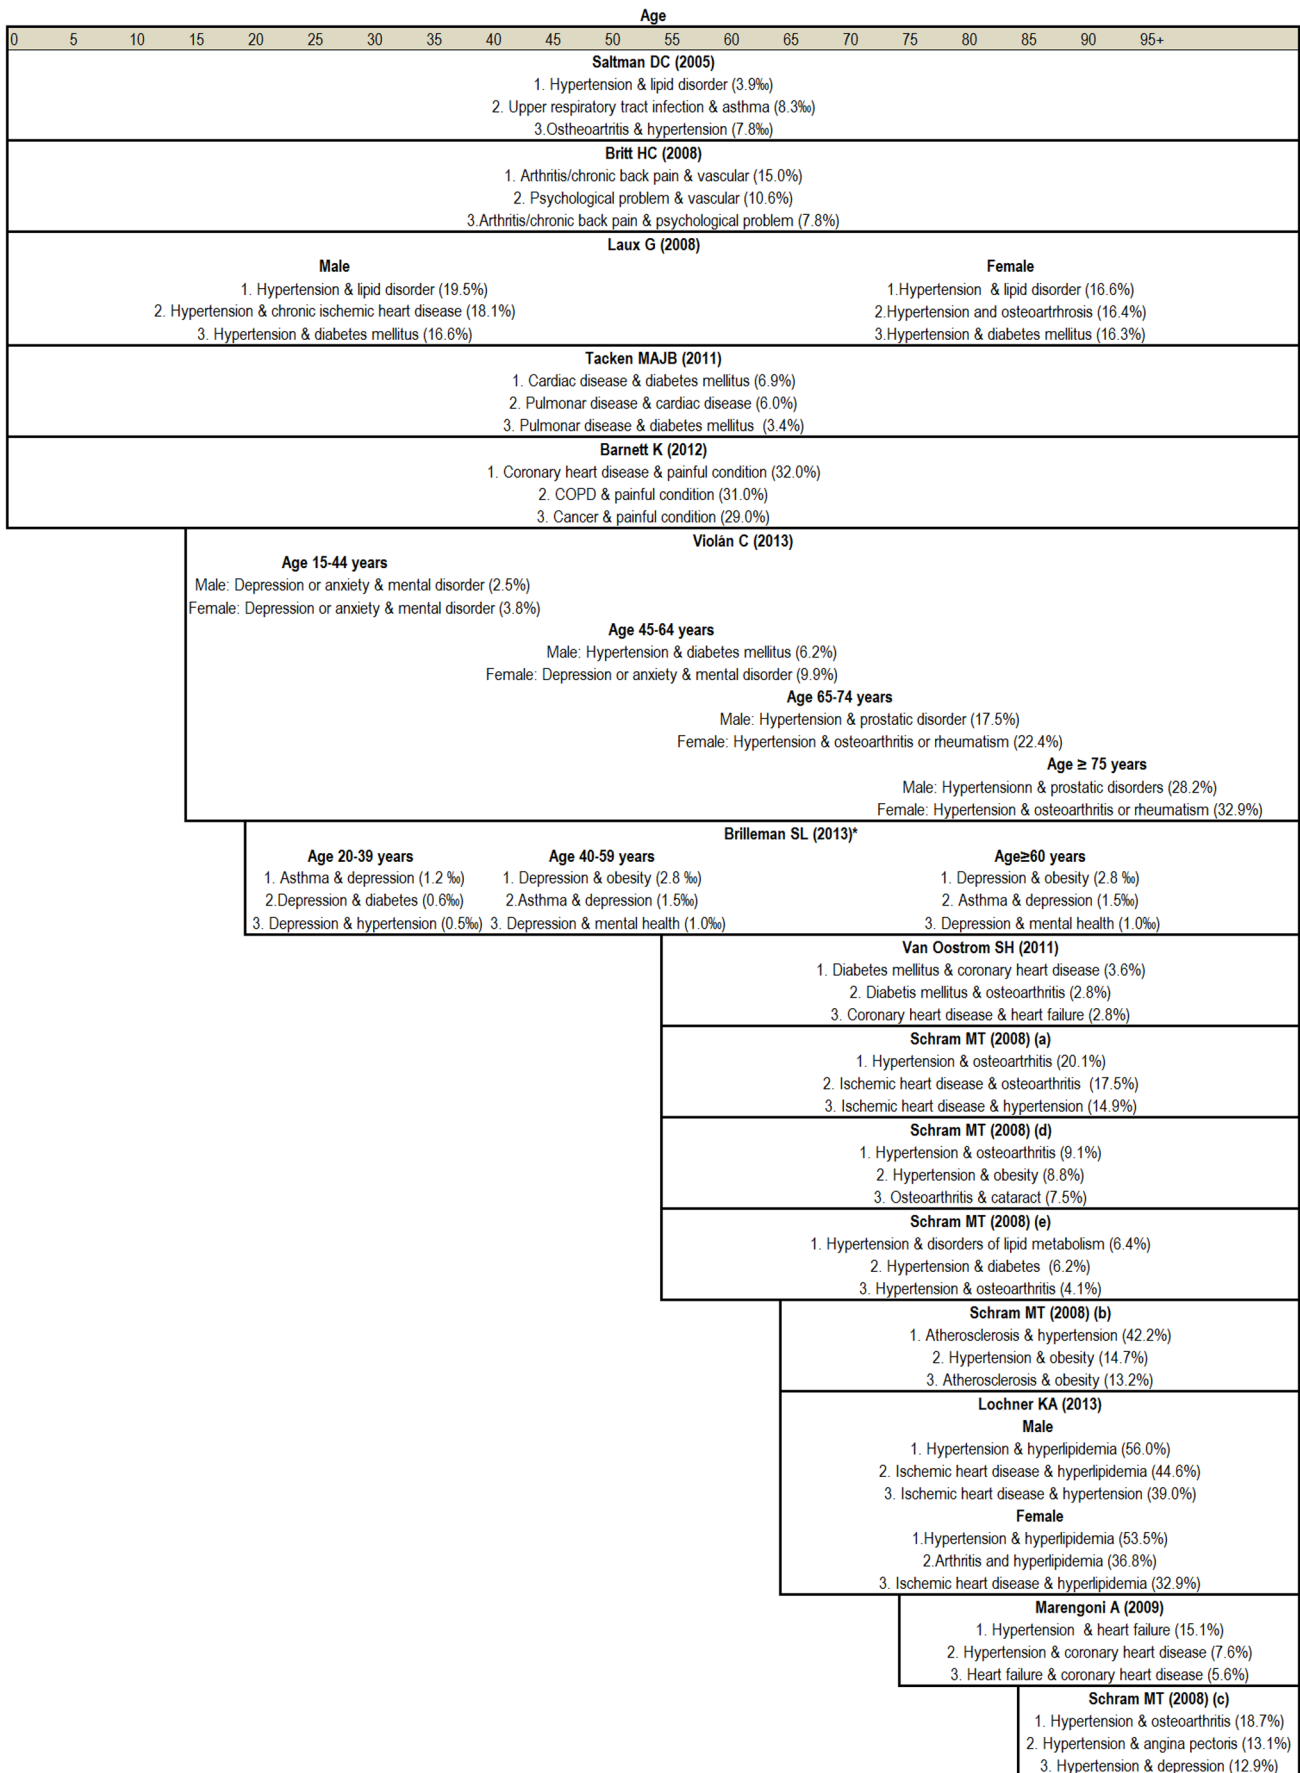 Age
0 5 10 15 20 25 30 35 40 45 50 55 60 65 70 75 80 85 90 95+
Saltman DC (2005)
1. Hypertension & lipid disorder (3.9‰)
2. Upper respiratory tract infection & asthma (8.3‰)
3.Ostheoartritis & hypertension (7.8‰)
Britt HC (2008)
1. Arthritis/chronic back pain & vascular (15.0%)
2. Psychological problem & vascular (10.6%)
3.Arthritis/chronic back pain & psychological problem (7.8%)
Laux G (2008)
Male
1. Hypertension & lipid disorder (19.5%)
2. Hypertension & chronic ischemic heart disease (18.1%)
3. Hypertension & diabetes mellitus (16.6%)
Female
1.Hypertension & lipid disorder (16.6%)
2.Hypertension and osteoartrhrosis (16.4%)
3.Hypertension & diabetes mellitus (16.3%)
Tacken MAJB (2011)
1. Cardiac disease & diabetes mellitus (6.9%)
2. Pulmonar disease & cardiac disease (6.0%)
3. Pulmonar disease & diabetes mellitus (3.4%)
Barnett K (2012)
1. Coronary heart disease & painful condition (32.0%)
2. COPD & painful condition (31.0%)
3. Cancer & painful condition (29.0%)
Violán C (2013)
Age 15-44 years
Male: Depression or anxiety & mental disorder (2.5%)
Female: Depression or anxiety & mental disorder (3.8%)
Age 45-64 years
Male: Hypertension & diabetes mellitus (6.2%)
Female: Depression or anxiety & mental disorder (9.9%)
Age 65-74 years
Male: Hypertension & prostatic disorder (17.5%)
Female: Hypertension & osteoarthritis or rheumatism (22.4%)
Age ≥ 75 years
Male: Hypertensionn & prostatic disorders (28.2%)
Female: Hypertension & osteoarthritis or rheumatism (32.9%)
Brilleman SL (2013)*
Age 20-39 years
1. Asthma & depression (1.2 ‰)
2.Depression & diabetes (0.6‰)
3. Depression & hypertension (0.5‰)
Age 40-59 years
1. Depression & obesity (2.8 ‰)
2.Asthma & depression (1.5‰)
3. Depression & mental health (1.0‰)
Age≥60 years
1. Depression & obesity (2.8 ‰)
2. Asthma & depression (1.5‰)
3. Depression & mental health (1.0‰)
Van Oostrom SH (2011)
1. Diabetes mellitus & coronary heart disease (3.6%)
2. Diabetis mellitus & osteoarthritis (2.8%)
3. Coronary heart disease & heart failure (2.8%)
Schram MT (2008) (a)
1. Hypertension & osteoartrhitis (20.1%)
2. Ischemic heart disease & osteoarthritis (17.5%)
3. Ischemic heart disease & hypertension (14.9%)
Schram MT (2008) (d)
1. Hypertension & osteoarthritis (9.1%)
2. Hypertension & obesity (8.8%)
3. Osteoarthritis & cataract (7.5%)
Schram MT (2008) (e)
1. Hypertension & disorders of lipid metabolism (6.4%)
2. Hypertension & diabetes (6.2%)
3. Hypertension & osteoarthritis (4.1%)
Schram MT (2008) (b)
1. Atherosclerosis & hypertension (42.2%)
2. Hypertension & obesity (14.7%)
3. Atherosclerosis & obesity (13.2%)
Lochner KA (2013)
Male
1. Hypertension & hyperlipidemia (56.0%)
2. Ischemic heart disease & hyperlipidemia (44.6%)
3. Ischemic heart disease & hypertension (39.0%)
Female
1.Hypertension & hyperlipidemia (53.5%)
2.Arthritis and hyperlipidemia (36.8%)
3. Ischemic heart disease & hyperlipidemia (32.9%)
Marengoni A (2009)
1. Hypertension & heart failure (15.1%)
2. Hypertension & coronary heart disease (7.6%)
3. Heart failure & coronary heart disease (5.6%)
Schram MT (2008) (c)
1. Hypertension & osteoarthritis (18.7%)
2. Hypertension & angina pectoris (13.1%)
3. Hypertension & depression (12.9%)